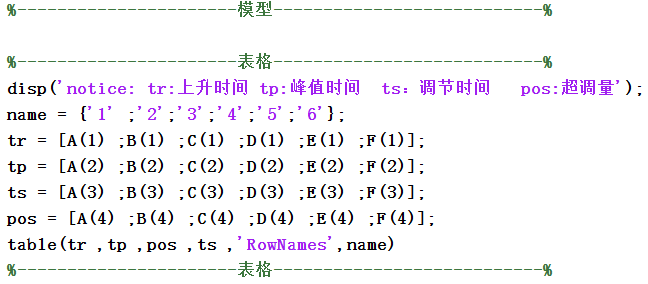 %----------------------模型---------------------------%
%----------------------表格---------------------------%
disp('notice: tr:上升时间 tp:峰值时间  ts：调节时间   pos:超调量');
name = {'1' ;'2';'3';'4';'5';'6'};
tr = [A(1) ;B(1) ;C(1) ;D(1) ;E(1) ;F(1)];
tp = [A(2) ;B(2) ;C(2) ;D(2) ;E(2) ;F(2)];
ts = [A(3) ;B(3) ;C(3) ;D(3) ;E(3) ;F(3)];
pos = [A(4) ;B(4) ;C(4) ;D(4) ;E(4) ;F(4)];
table(tr ,tp ,pos ,ts ,'RowNames',name)
%----------------------表格---------------------------%